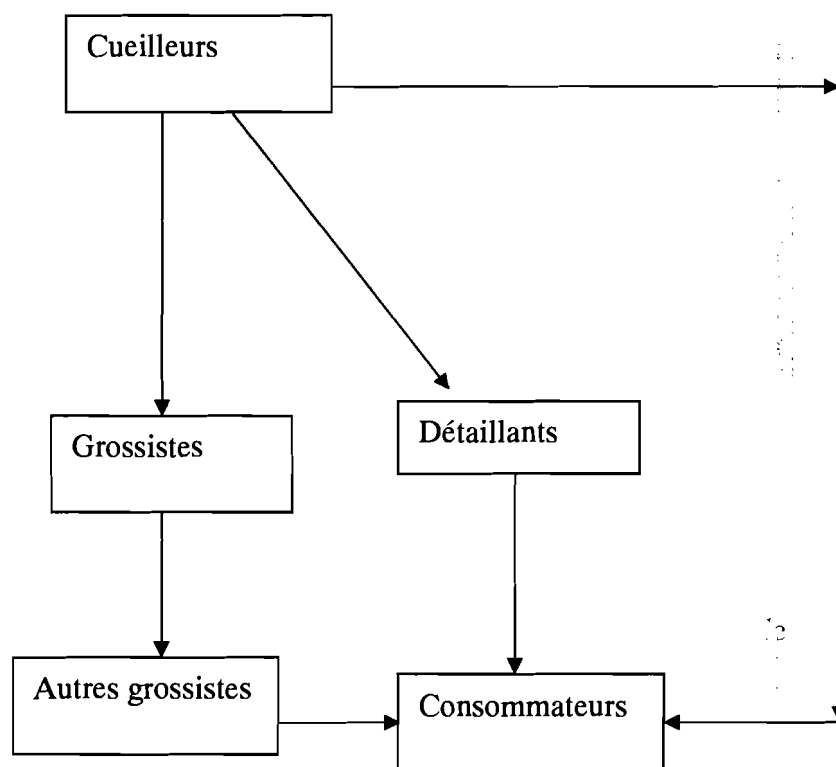 Cueilleurs
Grossistes
Détaillants
Autres grossistes
Consommateurs